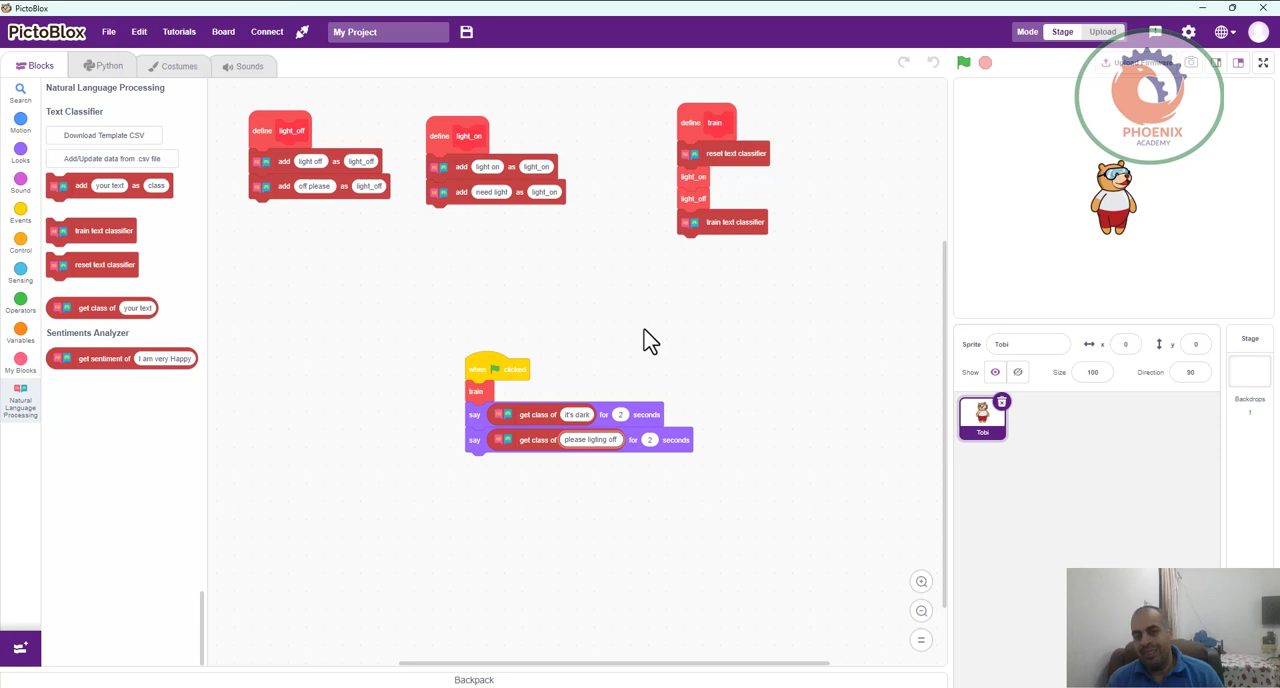 PictoBlox
PictoBlox File Edit Tutorials Board Connect My Project Mode Stage Upload
Blocks Python Costumes Sounds
Upload Firmware
PHOENIX
ACADEMY
Search
Motion
Looks
Sound
Events
Control
Sensing
Operators
Variables
My Blocks
Natural
Language
Processing
Natural Language Processing
Text Classifier
Download Template CSV
Add/Update data from .csv file
add your text as class
train text classifier
reset text classifier
get class of your text
Sentiments Analyzer
get sentiment of I am very Happy
define light_off
add light off as light_off
add off please as light_off
define light_on
add light on as light_on
add need light as light_on
define train
reset text classifier
light_on
light_off
train text classifier
when clicked
train
say get class of it's dark for 2 seconds
say get class of please ligting off for 2 seconds
Sprite Tobi x 0 y 0
Show Size 100 Direction 90
Tobi
Stage
Backdrops
1
Backpack